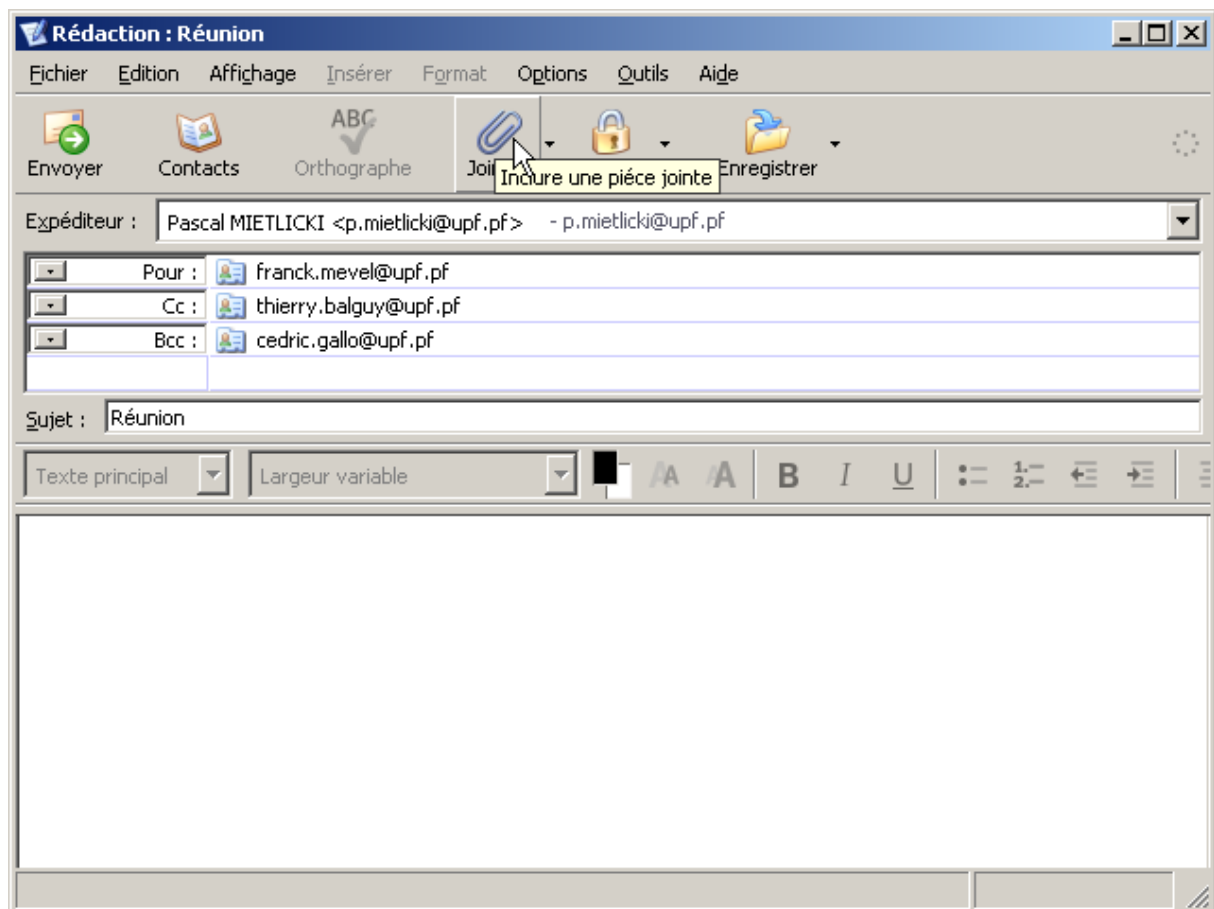 Rédaction : Réunion
Fichier Edition Affichage Insérer Format Options Outils Aide
ABC
Envoyer Contacts Orthographe Enregistrer
Inclure une piéce jointe
Expéditeur : Pascal MIETLICKI <p.mietlicki@upf.pf> - p.mietlicki@upf.pf
Pour : franck.mevel@upf.pf
Cc : thierry.balguy@upf.pf
Bcc : cedric.gallo@upf.pf
Sujet : Réunion
Texte principal Largeur variable B I U